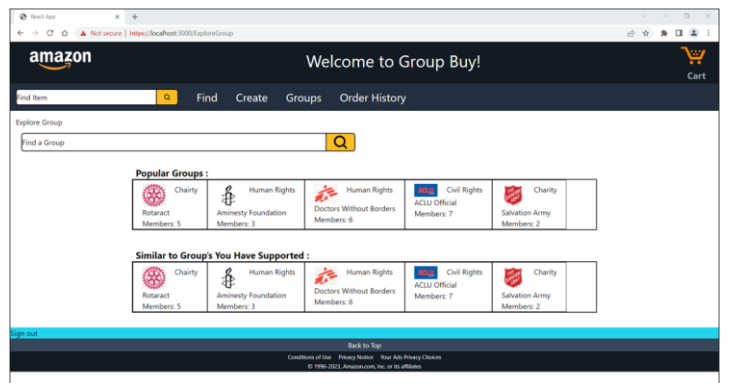 React App
Not secure | https://localhost:3000/ExploreGroup
amazon
Welcome to Group Buy!
Cart
Find Item
Find Create Groups Order History
Explore Group
Find a Group
Popular Groups :
Chairty Human Rights Human Rights Civil Rights Charity
Rotaract Aminesty Foundation Doctors Without Borders ACLU ACLU Official Salvation Army
Members: 5 Members: 3 Members: 6 Members: 7 Members: 2
Similar to Group's You Have Supported :
Chairty Human Rights Human Rights Civil Rights Charity
Rotaract Aminesty Foundation Doctors Without Borders ACLU ACLU Official Salvation Army
Members: 5 Members: 3 Members: 6 Members: 7 Members: 2
Sign out
Back to Top
Conditions of Use Privacy Notice Your Ads Privacy Choices
© 1996-2023, Amazon.com, Inc. or its affiliates